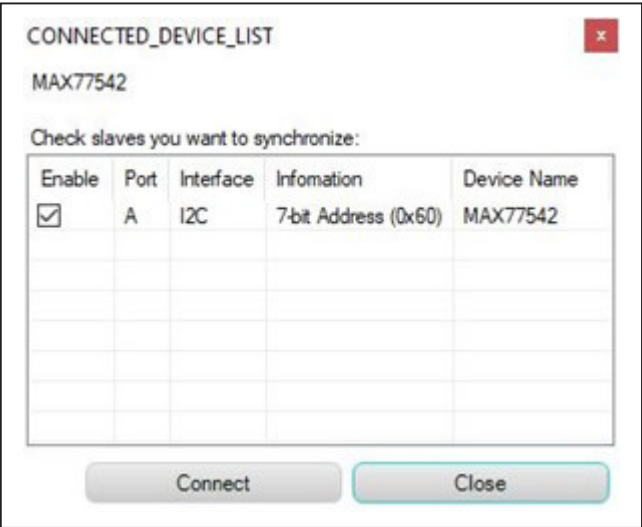 CONNECTED_DEVICE_LIST x
MAX77542
Check slaves you want to synchronize:
Enable Port Interface Infomation Device Name
A I2C 7-bit Address (0x60) MAX77542
Connect Close